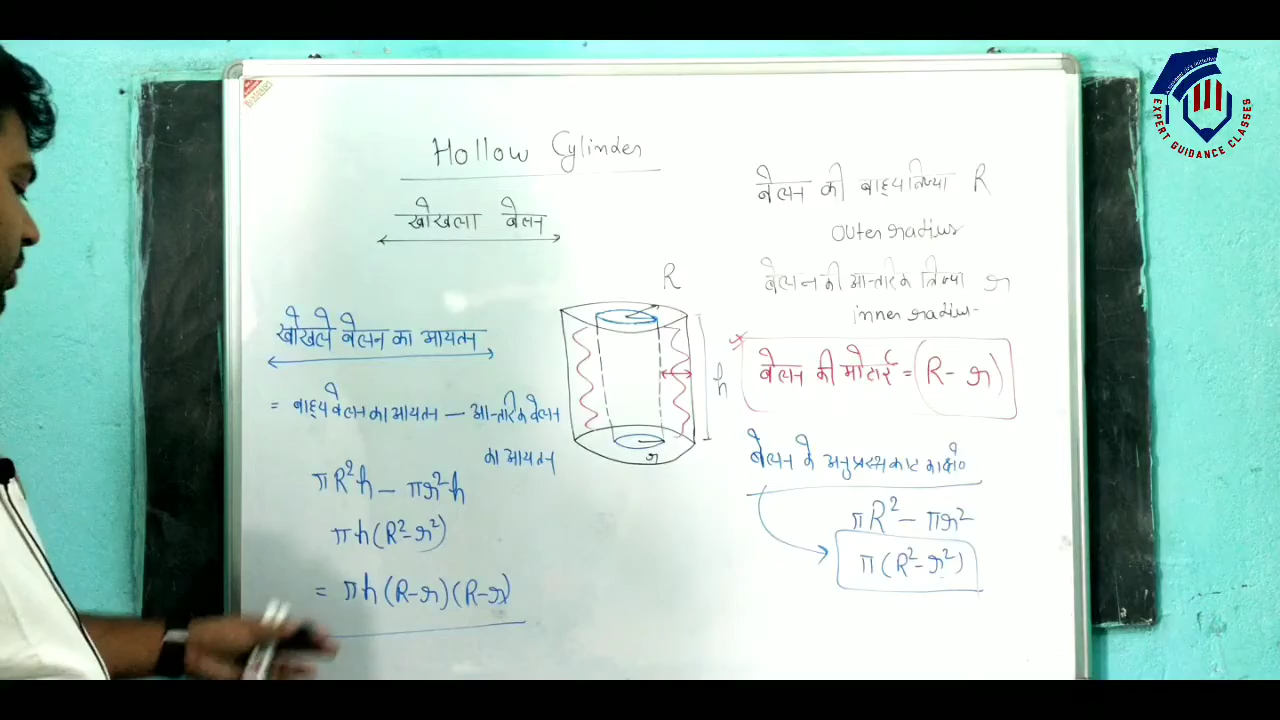 Hollow Cylinder
खोखला बेलन
खोखले बेलन का आयतन
= बाह्य बेलन का आयतन − आन्तरिक बेलन
का आयतन
πR²h − πr²h
πh(R²−r²)
= πh(R−r)(R−r)
R
h
r
बेलन की बाह्य त्रिज्या R
outer radius
बेलन की आन्तरिक त्रिज्या r
inner radius
बेलन की मोटाई = (R − r)
बेलन के अनुप्रस्थ काट का क्षे०
πR² − πr²
π(R²−r²)
EXPERT GUIDANCE CLASSES